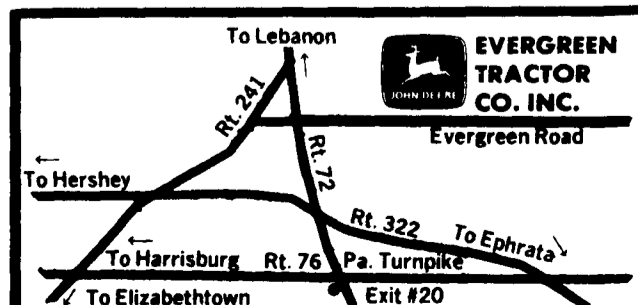 To Lebanon
EVERGREEN
TRACTOR
CO. INC.
JOHN DEERE
Rt. 241
Evergreen Road
Rt. 72
To Hershey
Rt. 322
To Ephrata
To Harrisburg
Rt. 76
Pa. Turnpike
To Elizabethtown
Exit #20